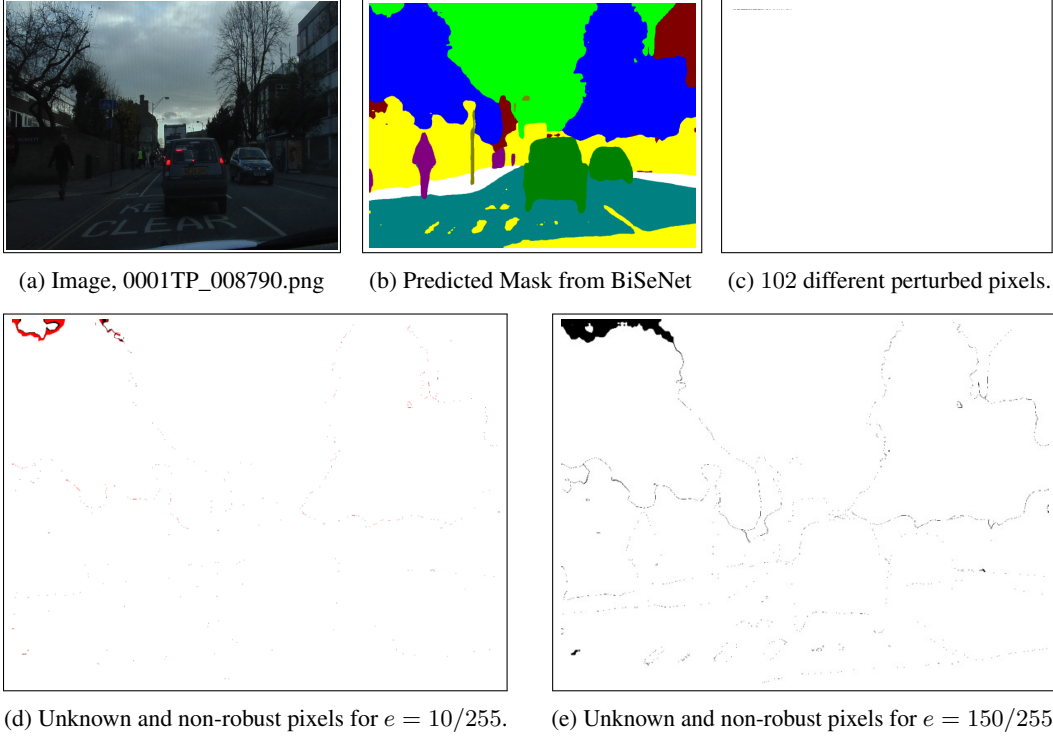 KE
CLEAR
(a) Image, 0001TP_008790.png
(b) Predicted Mask from BiSeNet
(c) 102 different perturbed pixels.
(d) Unknown and non-robust pixels for e = 10/255.
(e) Unknown and non-robust pixels for e = 150/255